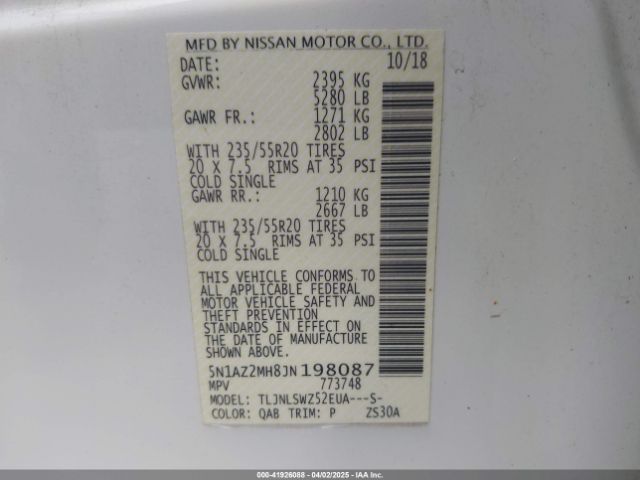 MFD BY NISSAN MOTOR CO., LTD.
DATE: 10/18
GVWR: 2395 KG
5280 LB
GAWR FR.: 1271 KG
2802 LB
WITH 235/55R20 TIRES
20 X 7.5 RIMS AT 35 PSI
COLD SINGLE
GAWR RR.: 1210 KG
2667 LB
WITH 235/55R20 TIRES
20 X 7.5 RIMS AT 35 PSI
COLD SINGLE
THIS VEHICLE CONFORMS TO
ALL APPLICABLE FEDERAL
MOTOR VEHICLE SAFETY AND
THEFT PREVENTION
STANDARDS IN EFFECT ON
THE DATE OF MANUFACTURE
SHOWN ABOVE.
5N1AZ2MH8JN198087
MPV 773748
MODEL: TLJNLSWZ52EUA---S-
COLOR: QAB TRIM: P ZS30A
000-41926088 - 04/02/2025 - IAAcars.com